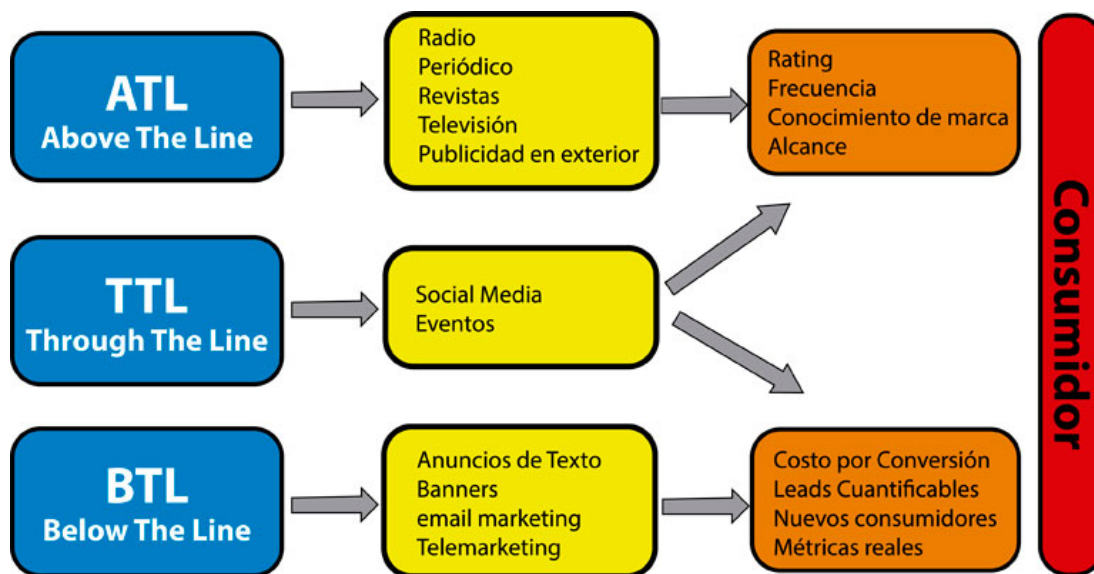 ATL
Above The Line
Radio
Periódico
Revistas
Televisión
Publicidad en exterior
Rating
Frecuencia
Conocimiento de marca
Alcance
TTL
Through The Line
Social Media
Eventos
BTL
Below The Line
Anuncios de Texto
Banners
email marketing
Telemarketing
Costo por Conversión
Leads Cuantificables
Nuevos consumidores
Métricas reales
Consumidor